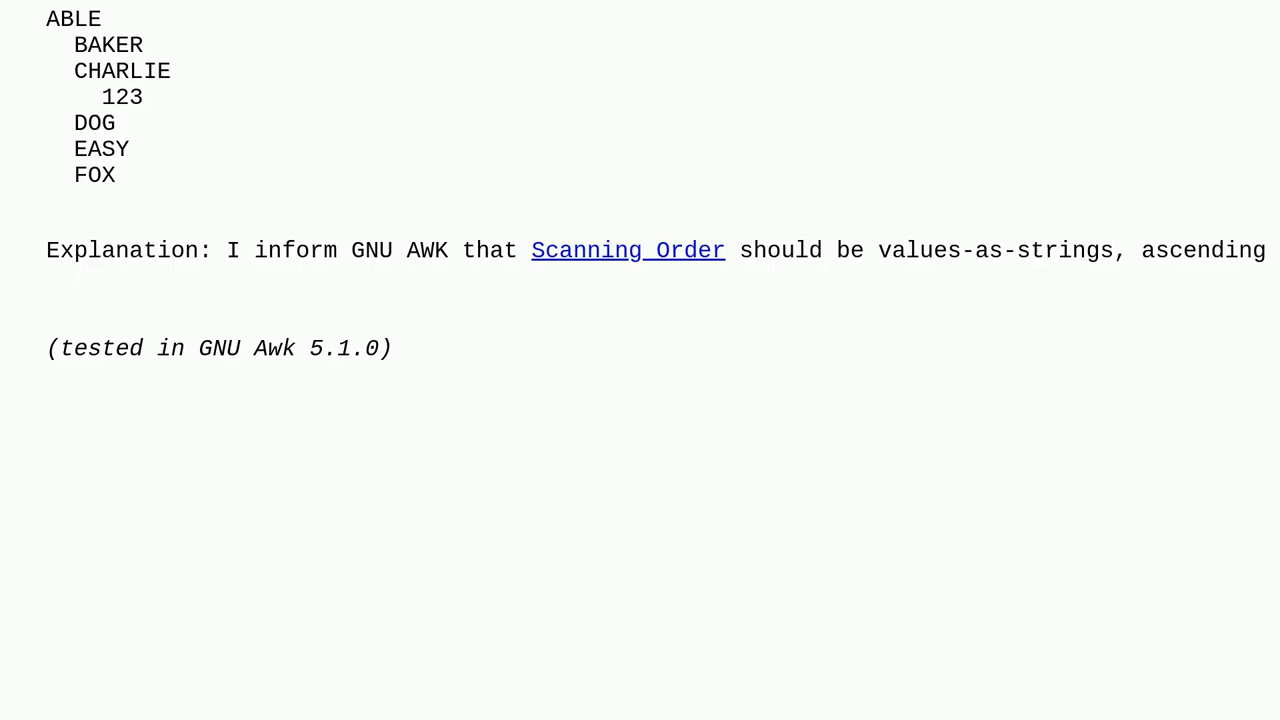 ABLE
  BAKER
  CHARLIE
    123
  DOG
  EASY
  FOX
Explanation: I inform GNU AWK that Scanning Order should be values-as-strings, ascending
(tested in GNU Awk 5.1.0)